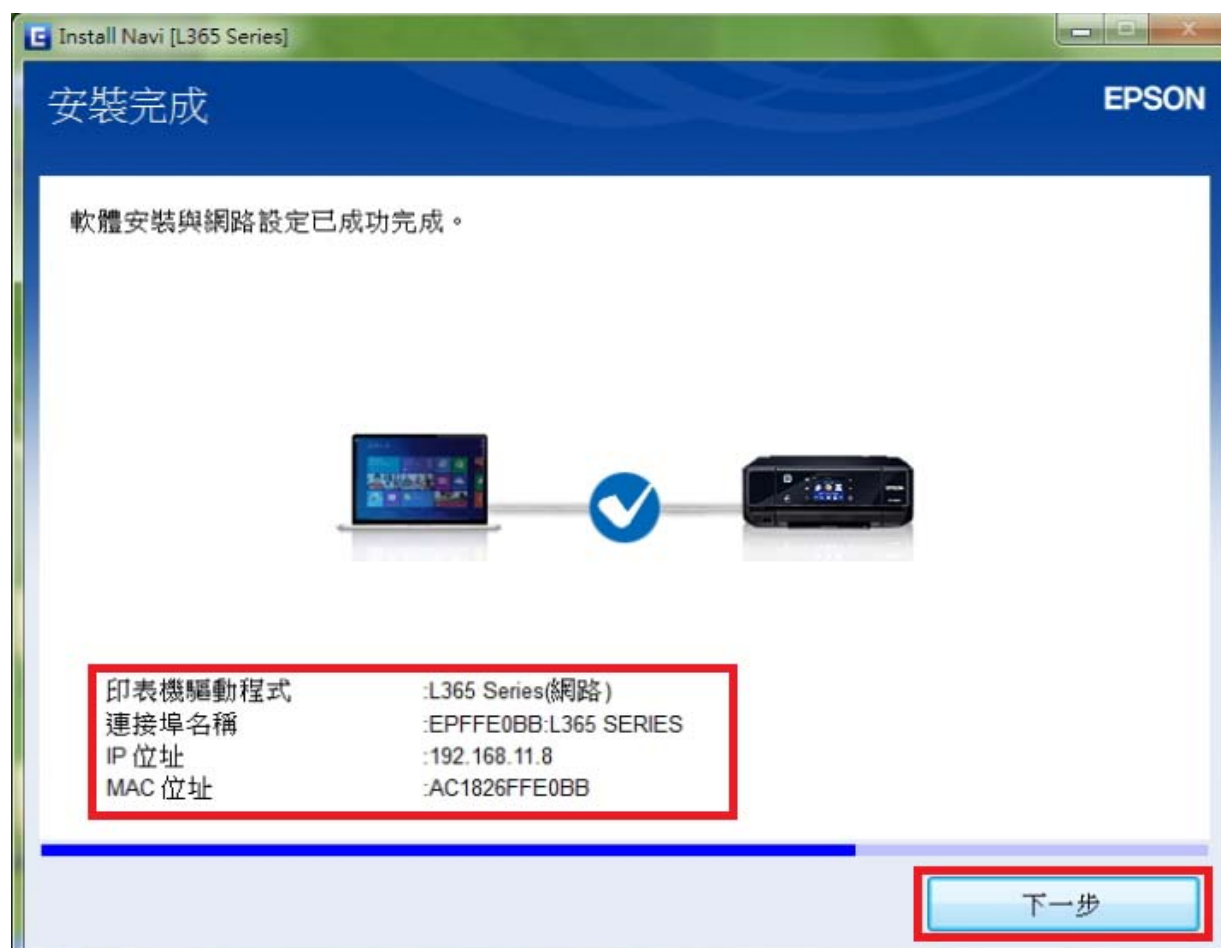 Install Navi [L365 Series]
安裝完成
EPSON
軟體安裝與網路設定已成功完成。
印表機驅動程式 :L365 Series(網路)
連接埠名稱 :EPFFE0BB:L365 SERIES
IP 位址 :192.168.11.8
MAC 位址 :AC1826FFE0BB
下一步